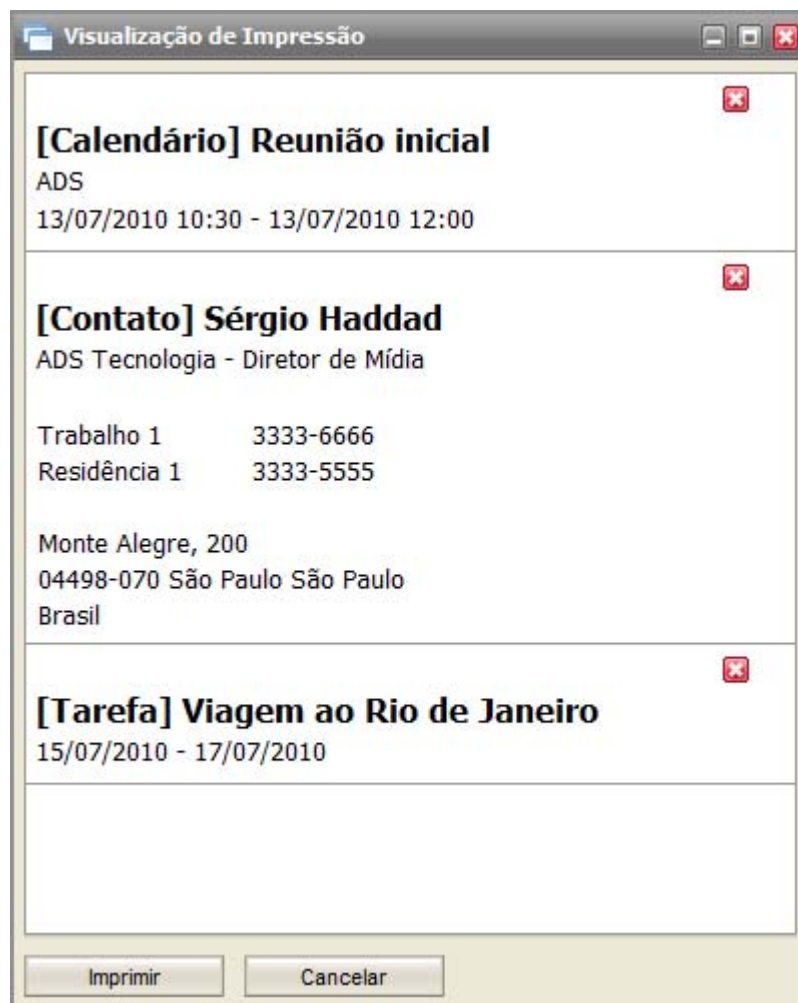 Visualização de Impressão
[Calendário] Reunião inicial
ADS
13/07/2010 10:30 - 13/07/2010 12:00
[Contato] Sérgio Haddad
ADS Tecnologia - Diretor de Mídia
Trabalho 1 3333-6666
Residência 1 3333-5555
Monte Alegre, 200
04498-070 São Paulo São Paulo
Brasil
[Tarefa] Viagem ao Rio de Janeiro
15/07/2010 - 17/07/2010
Imprimir Cancelar